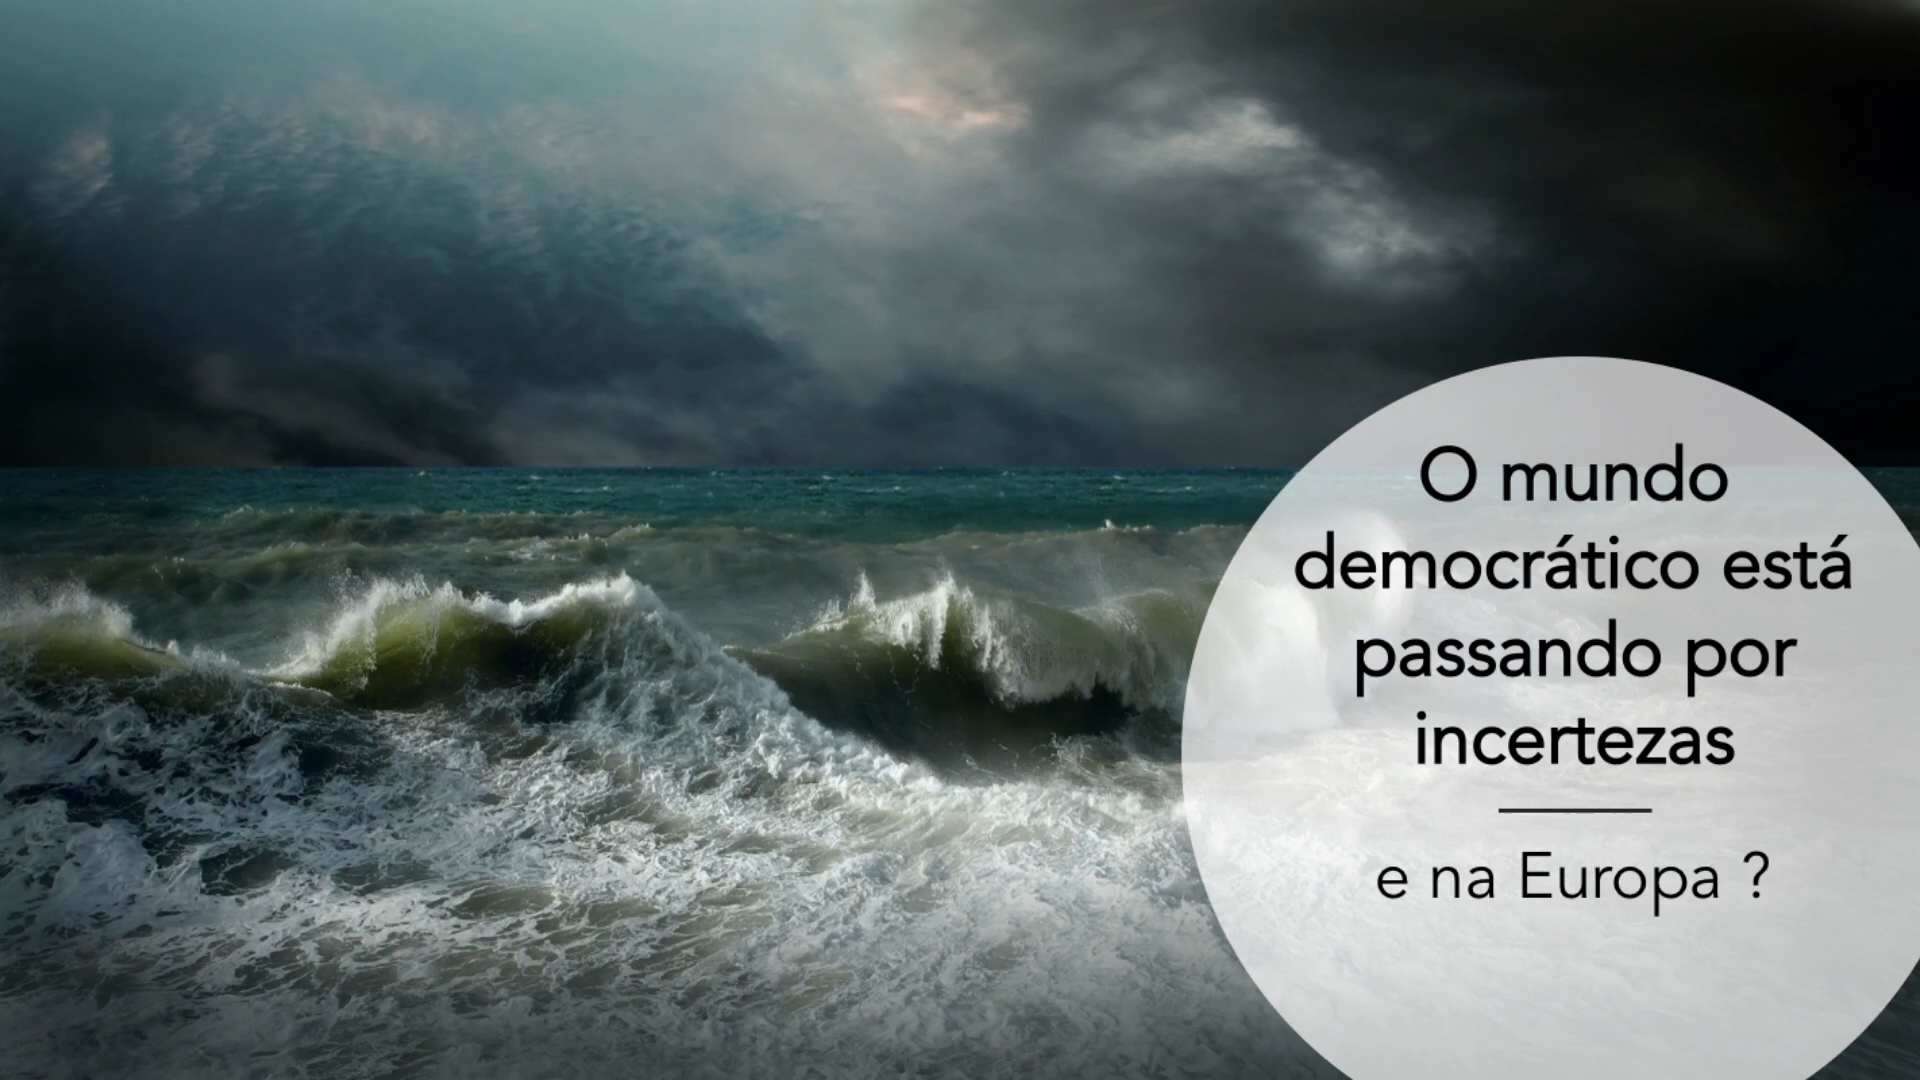 O mundo
democrático está
passando por
incertezas
e na Europa ?